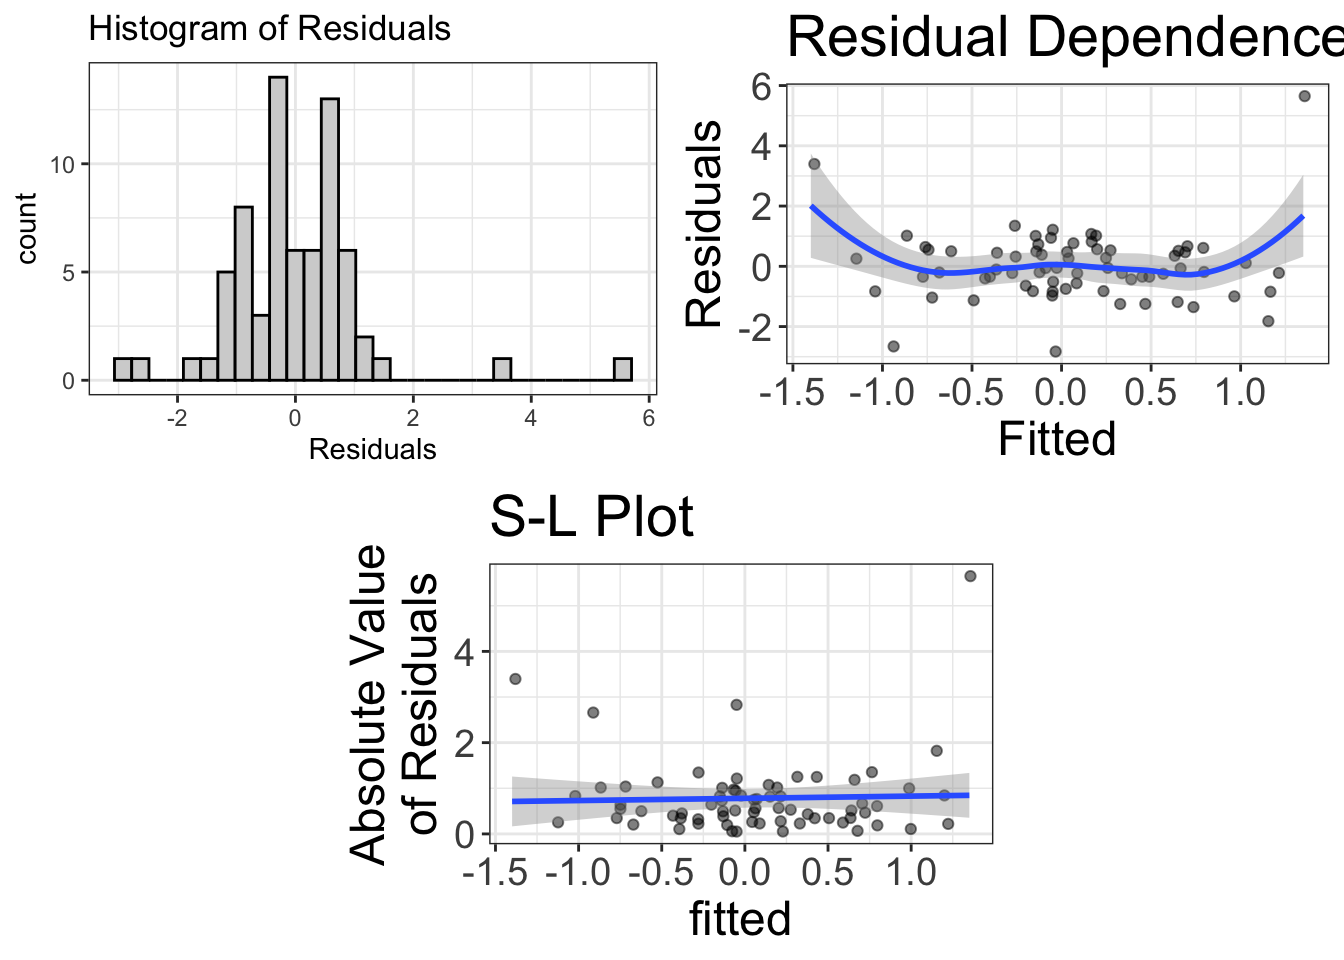 Histogram of Residuals
10
5
0
count
-2 0 2 4 6
Residuals
Residual Dependence
6
4
2
0
-2
Residuals
-1.5 -1.0 -0.5 0.0 0.5 1.0
Fitted
S-L Plot
Absolute Value
of Residuals
4
2
0
-1.5 -1.0 -0.5 0.0 0.5 1.0
fitted